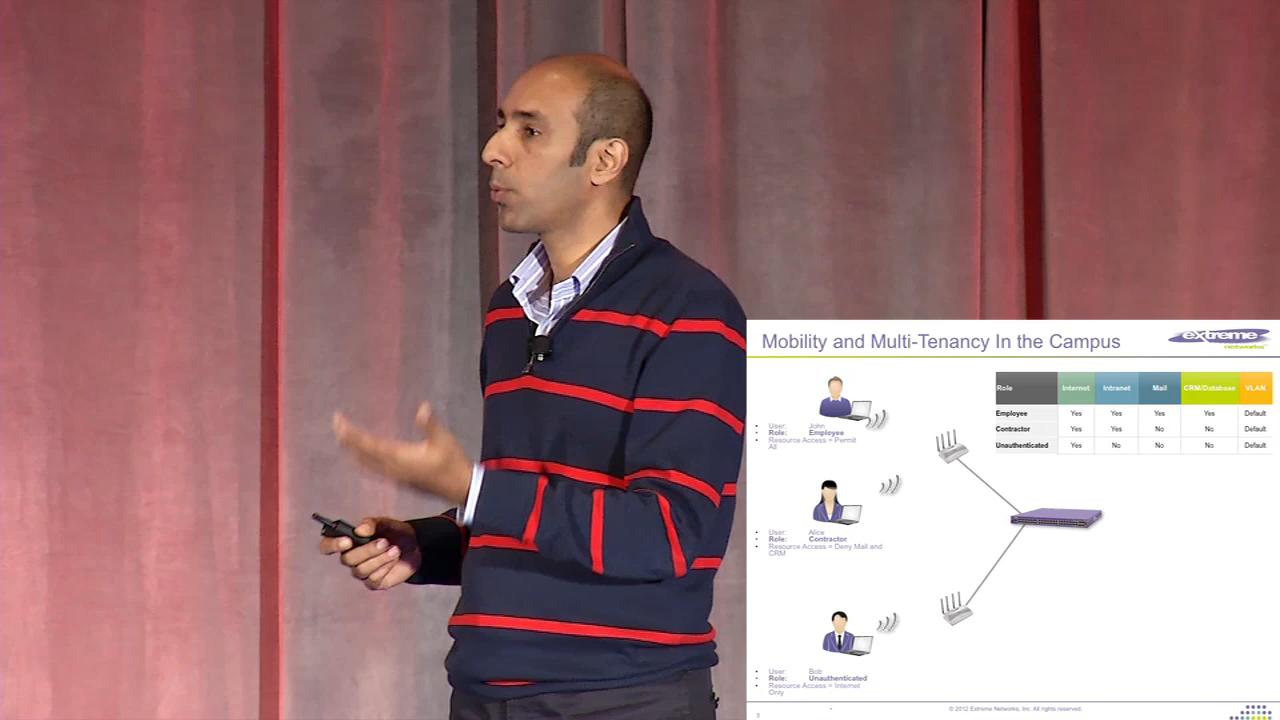 Mobility and Multi-Tenancy In the Campus
extreme
networks
Role Internet Intranet Mail CRM/Database VLAN
Employee Yes Yes Yes Yes Default
Contractor Yes Yes No No Default
Unauthenticated Yes No No No Default
• User: John
• Role: Employee
• Resource Access = Permit
All
• User: Alice
• Role: Contractor
• Resource Access = Deny Mail and
CRM
• User: Bob
• Role: Unauthenticated
• Resource Access = Internet
Only
3
© 2012 Extreme Networks, Inc. All rights reserved.